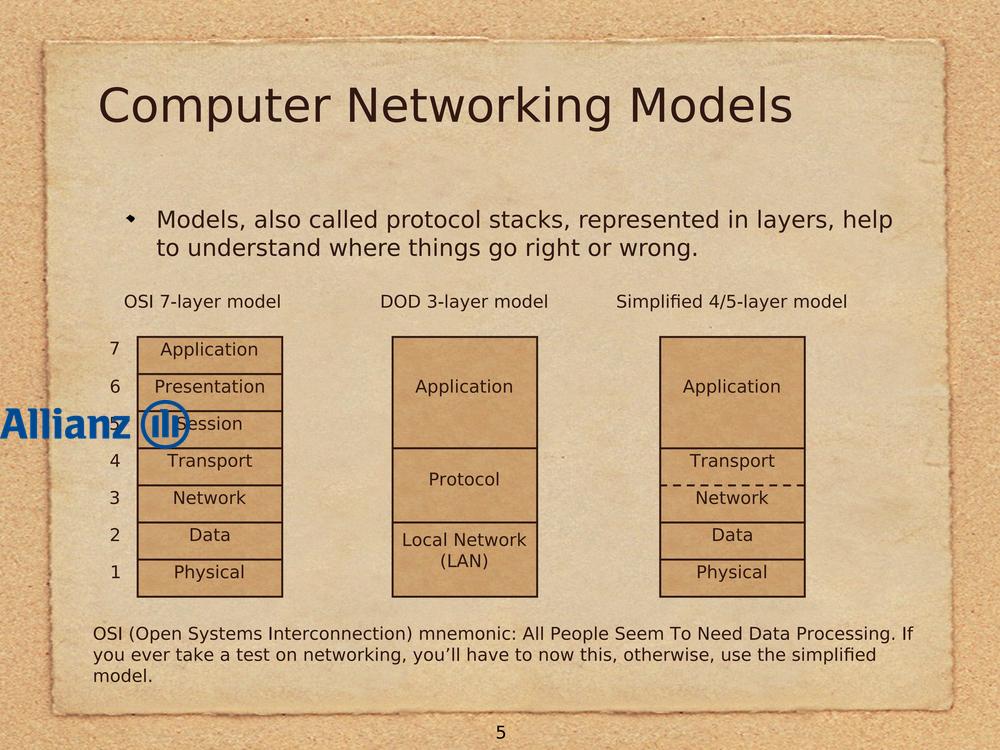 Computer Networking Models
Models, also called protocol stacks, represented in layers, help
to understand where things go right or wrong.
OSI 7-layer model
DOD 3-layer model
Simplified 4/5-layer model
7 Application
6 Presentation
5 Session
4 Transport
3 Network
2 Data
1 Physical
Allianz
Application
Protocol
Local Network
(LAN)
Application
Transport
Network
Data
Physical
OSI (Open Systems Interconnection) mnemonic: All People Seem To Need Data Processing. If
you ever take a test on networking, you’ll have to now this, otherwise, use the simplified
model.
5